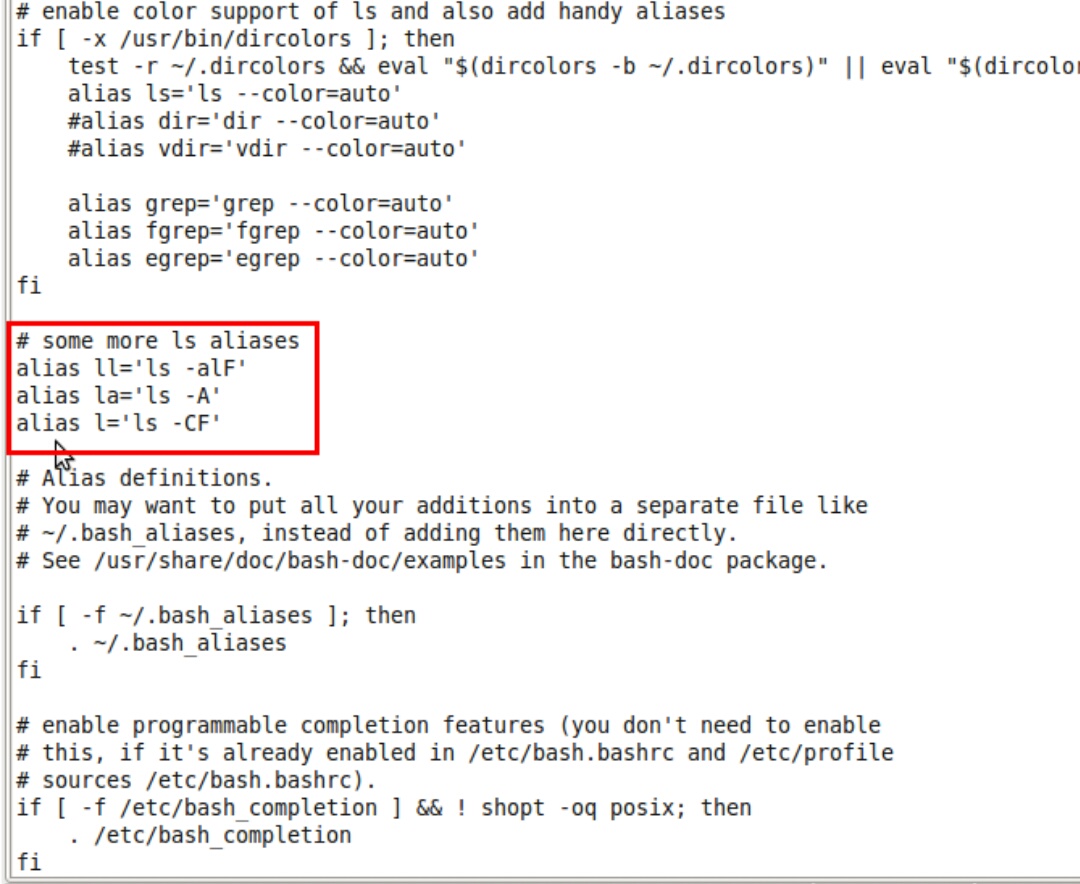 # enable color support of ls and also add handy aliases
if [ -x /usr/bin/dircolors ]; then
    test -r ~/.dircolors && eval "$(dircolors -b ~/.dircolors)" || eval "$(dircolor
    alias ls='ls --color=auto'
    #alias dir='dir --color=auto'
    #alias vdir='vdir --color=auto'

    alias grep='grep --color=auto'
    alias fgrep='fgrep --color=auto'
    alias egrep='egrep --color=auto'
fi

# some more ls aliases
alias ll='ls -alF'
alias la='ls -A'
alias l='ls -CF'

# Alias definitions.
# You may want to put all your additions into a separate file like
# ~/.bash_aliases, instead of adding them here directly.
# See /usr/share/doc/bash-doc/examples in the bash-doc package.

if [ -f ~/.bash_aliases ]; then
    . ~/.bash_aliases
fi

# enable programmable completion features (you don't need to enable
# this, if it's already enabled in /etc/bash.bashrc and /etc/profile
# sources /etc/bash.bashrc).
if [ -f /etc/bash_completion ] && ! shopt -oq posix; then
    . /etc/bash_completion
fi